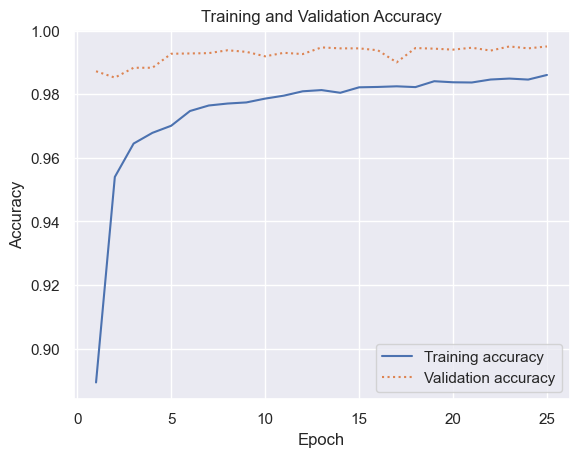 Training and Validation Accuracy
1.00
0.98
0.96
0.94
0.92
0.90
Accuracy
0
5
10
15
20
25
Epoch
Training accuracy
Validation accuracy